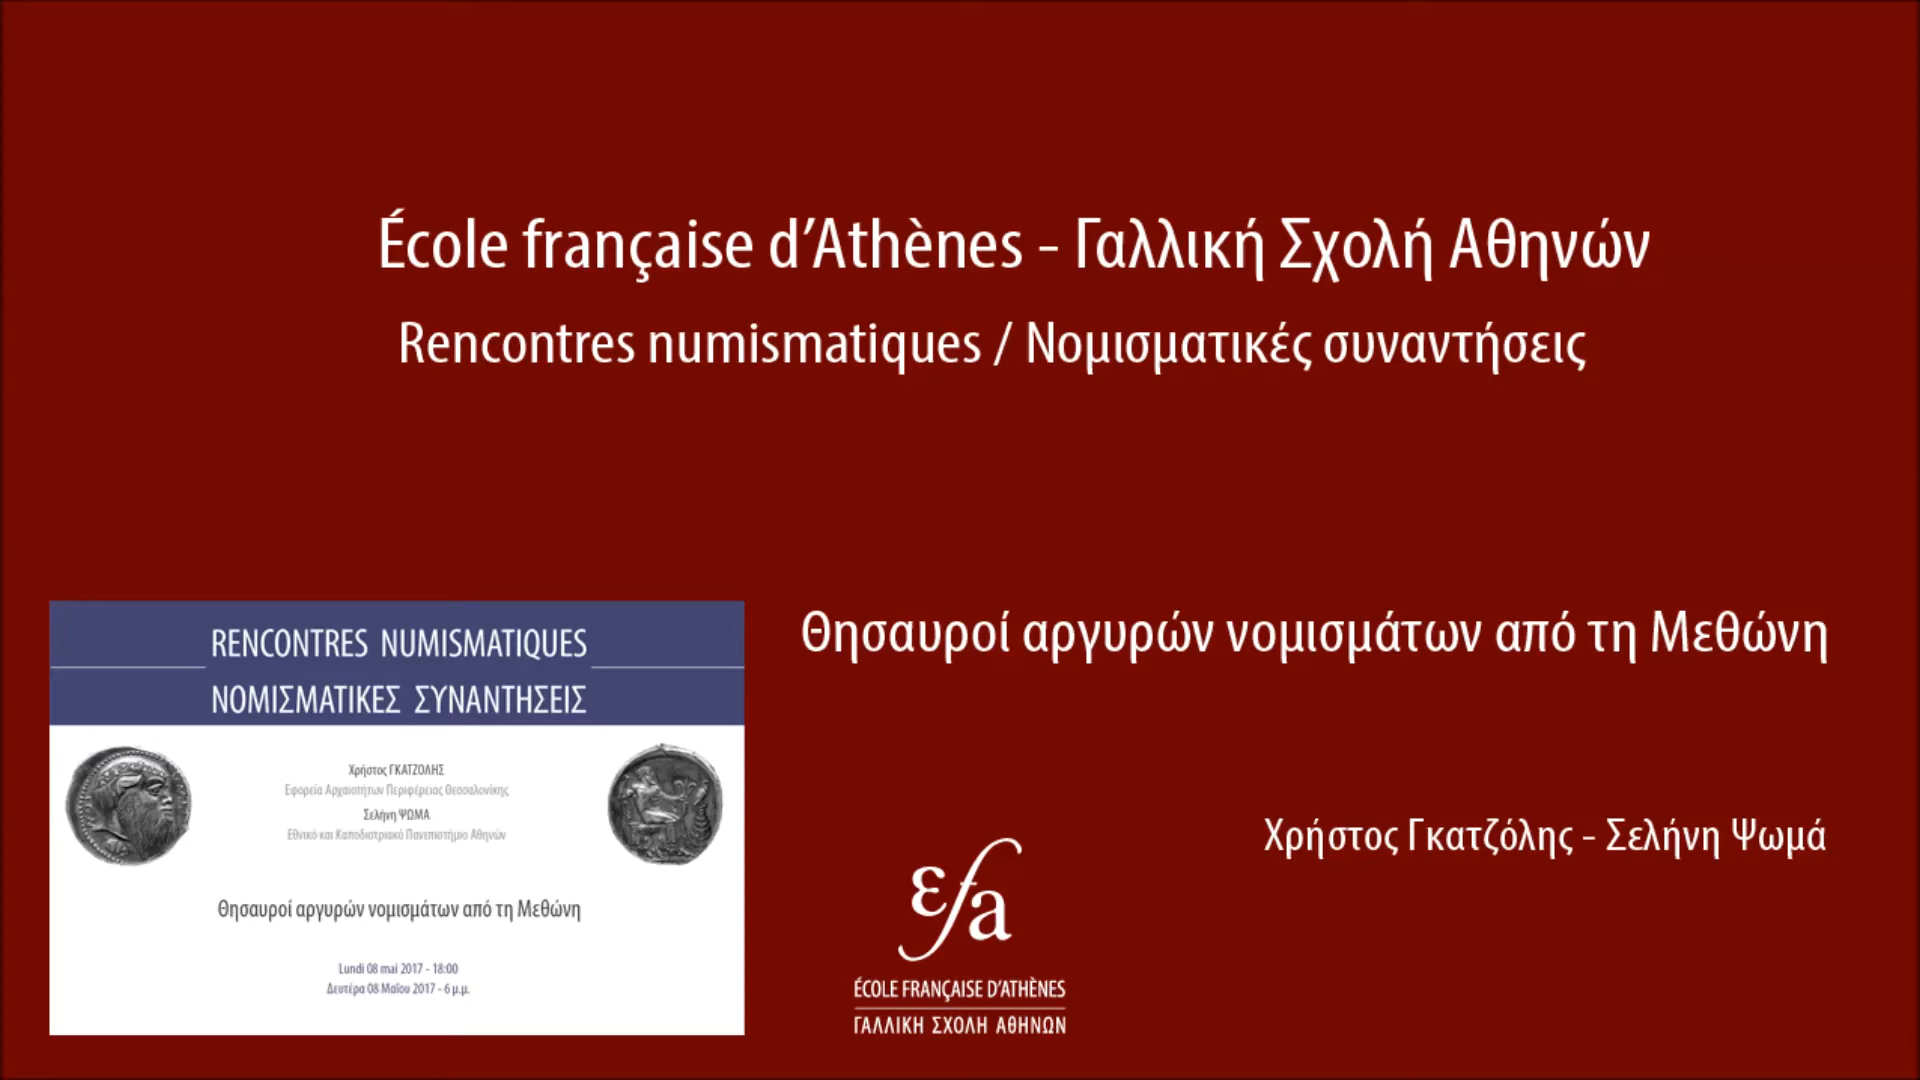 École française d’Athènes - Γαλλική Σχολή Αθηνών
Rencontres numismatiques / Νομισματικές συναντήσεις
RENCONTRES NUMISMATIQUES
ΝΟΜΙΣΜΑΤΙΚΕΣ ΣΥΝΑΝΤΗΣΕΙΣ
Χρήστος ΓΚΑΤΖΟΛΗΣ
Εφορεία Αρχαιοτήτων Περιφέρειας Θεσσαλονίκης
Σελήνη ΨΩΜΑ
Εθνικό και Καποδιστριακό Πανεπιστήμιο Αθηνών
Θησαυροί αργυρών νομισμάτων από τη Μεθώνη
Lundi 08 mai 2017 - 18:00
Δευτέρα 08 Μαΐου 2017 - 6 μ.μ.
Θησαυροί αργυρών νομισμάτων από τη Μεθώνη
Χρήστος Γκατζόλης - Σελήνη Ψωμά
εfa
ÉCOLE FRANÇAISE D’ATHÈNES
ΓΑΛΛΙΚΗ ΣΧΟΛΗ ΑΘΗΝΩΝ